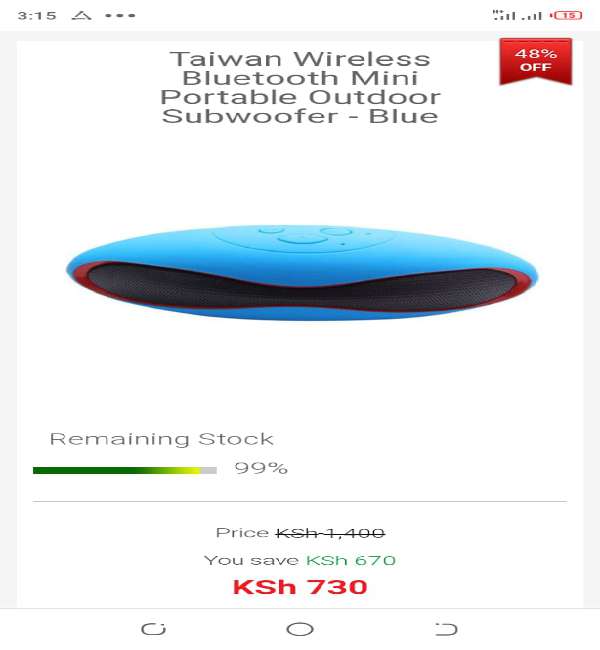 3:15
15
48%
OFF
Taiwan Wireless
Bluetooth Mini
Portable Outdoor
Subwoofer - Blue
Remaining Stock
99%
Price KSh 1,400
You save KSh 670
KSh 730